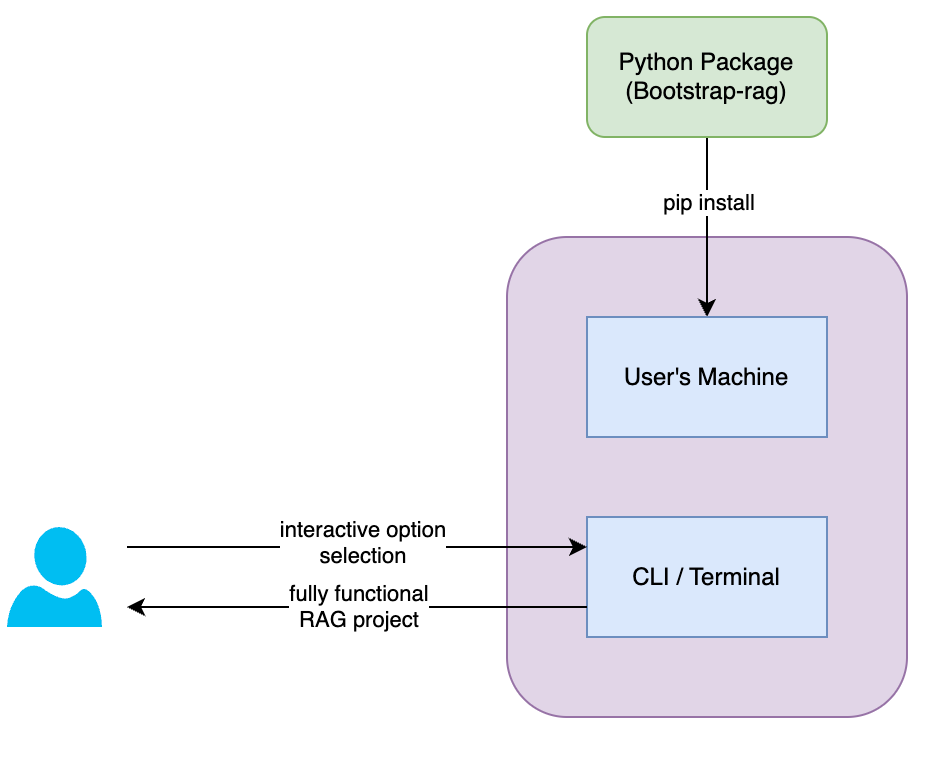 Python Package
(Bootstrap-rag)
pip install
User's Machine
interactive option
selection
CLI / Terminal
fully functional
RAG project